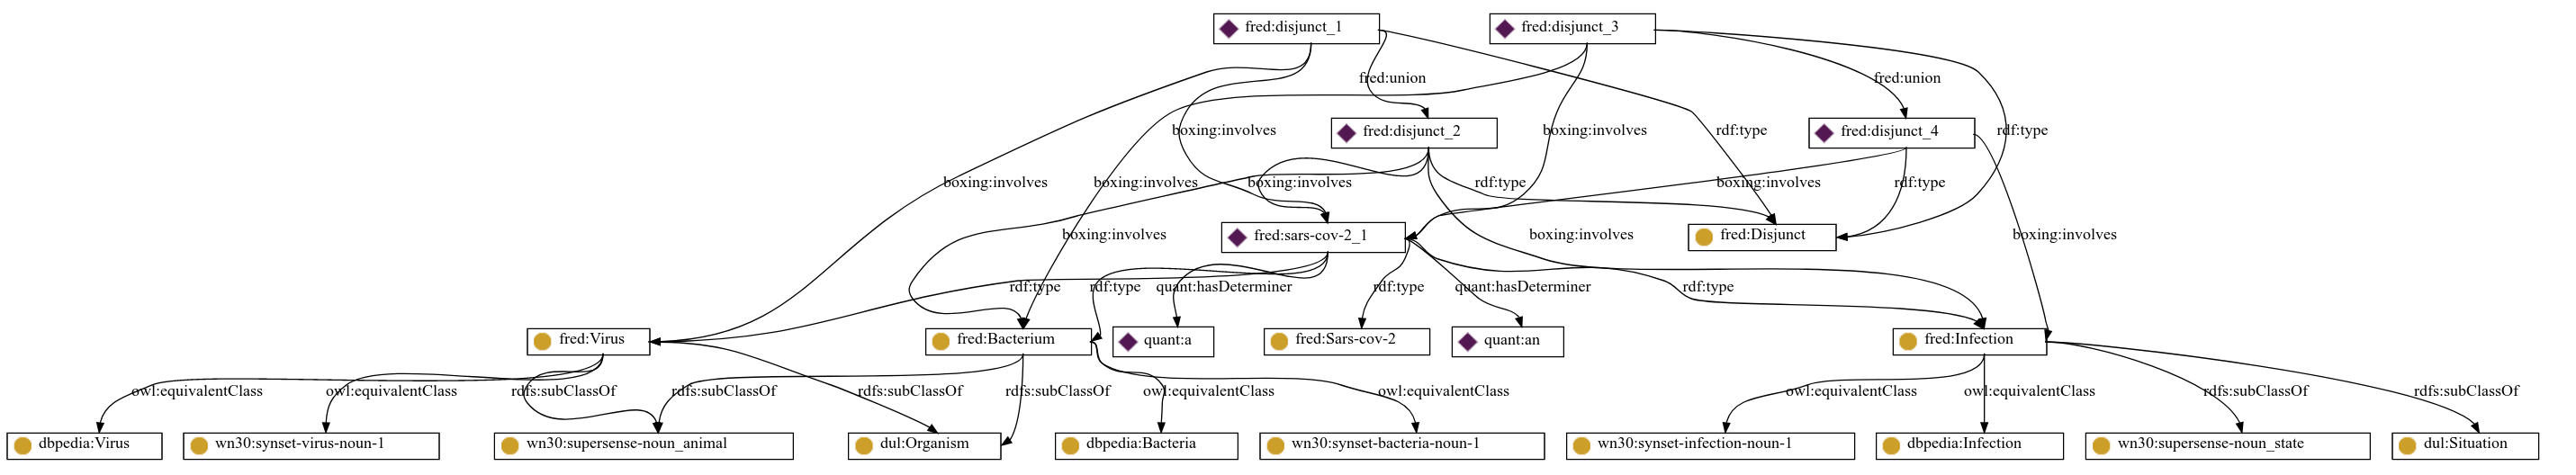 fred:disjunct_1
fred:disjunct_3
fred:union
fred:union
fred:disjunct_2
fred:disjunct_4
boxing:involves
boxing:involves
rdf:type
rdf:type
boxing:involves
boxing:involves
boxing:involves
rdf:type
boxing:involves
rdf:type
fred:sars-cov-2_1
fred:Disjunct
boxing:involves
boxing:involves
boxing:involves
rdf:type
rdf:type
quant:hasDeterminer
rdf:type
quant:hasDeterminer
rdf:type
fred:Virus
fred:Bacterium
quant:a
fred:Sars-cov-2
quant:an
fred:Infection
owl:equivalentClass
owl:equivalentClass
rdfs:subClassOf
rdfs:subClassOf
rdfs:subClassOf
rdfs:subClassOf
owl:equivalentClass
owl:equivalentClass
owl:equivalentClass
owl:equivalentClass
rdfs:subClassOf
rdfs:subClassOf
dbpedia:Virus
wn30:synset-virus-noun-1
wn30:supersense-noun_animal
dul:Organism
dbpedia:Bacteria
wn30:synset-bacteria-noun-1
wn30:synset-infection-noun-1
dbpedia:Infection
wn30:supersense-noun_state
dul:Situation